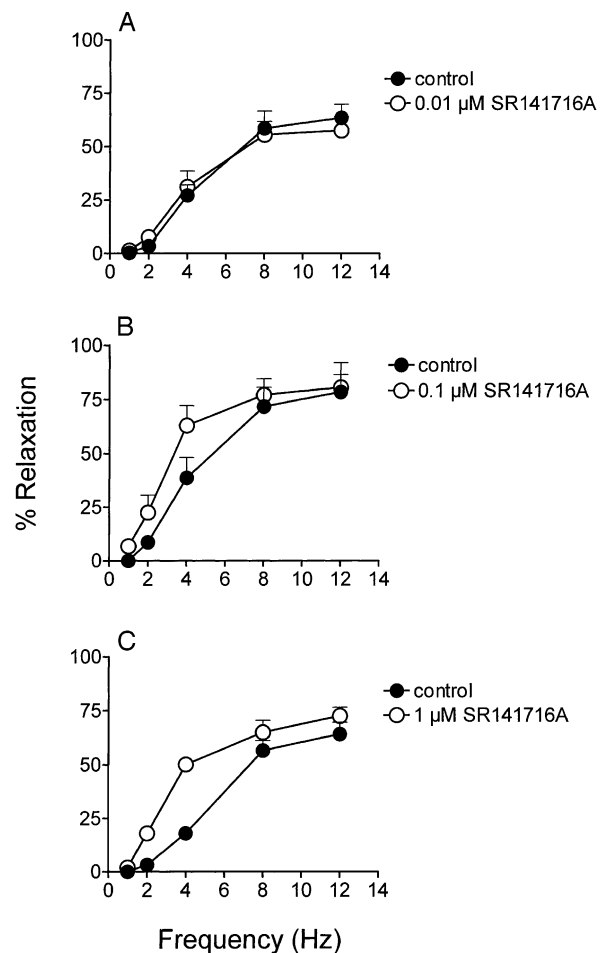 A
100
75
50
25
0
0 2 4 6 8 10 12 14
control
0.01 µM SR141716A
B
100
75
50
25
0
0 2 4 6 8 10 12 14
control
0.1 µM SR141716A
% Relaxation
C
100
75
50
25
0
0 2 4 6 8 10 12 14
control
1 µM SR141716A
Frequency (Hz)